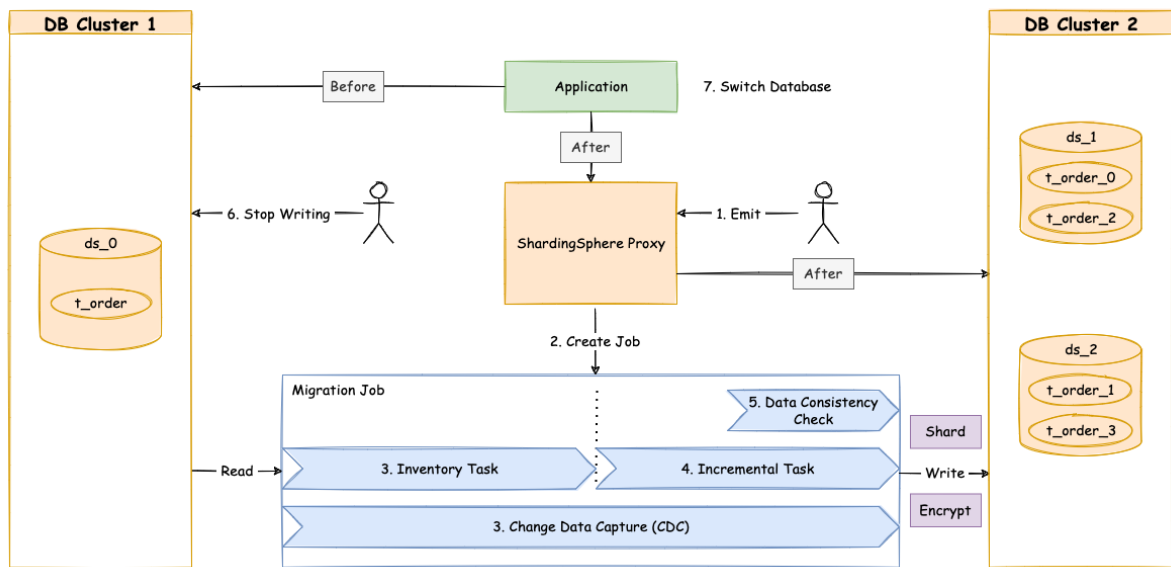 DB Cluster 1
DB Cluster 2
Before
Application
7. Switch Database
After
ds_1
t_order_0
t_order_2
6. Stop Writing
1. Emit
ShardingSphere Proxy
ds_0
t_order
After
2. Create Job
ds_2
t_order_1
t_order_3
Migration Job
5. Data Consistency
Check
Shard
Read
3. Inventory Task
4. Incremental Task
Write
Encrypt
3. Change Data Capture (CDC)